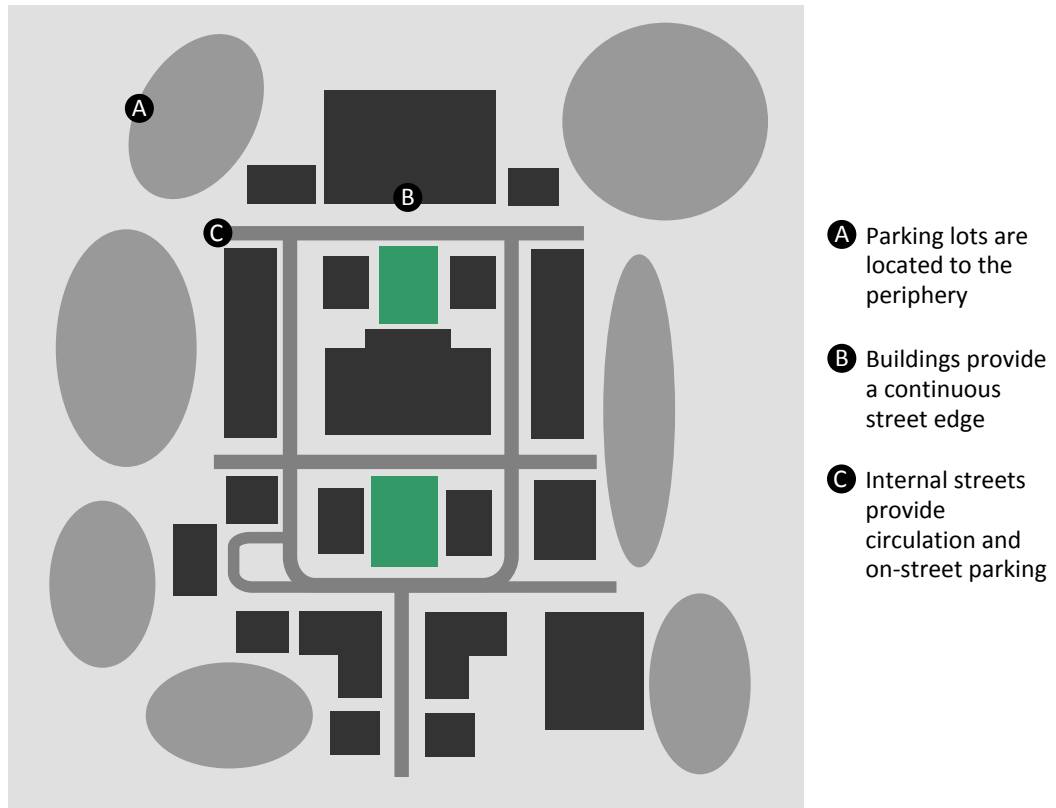 A
B
C
A Parking lots are
located to the
periphery
B Buildings provide
a continuous
street edge
C Internal streets
provide
circulation and
on-street parking